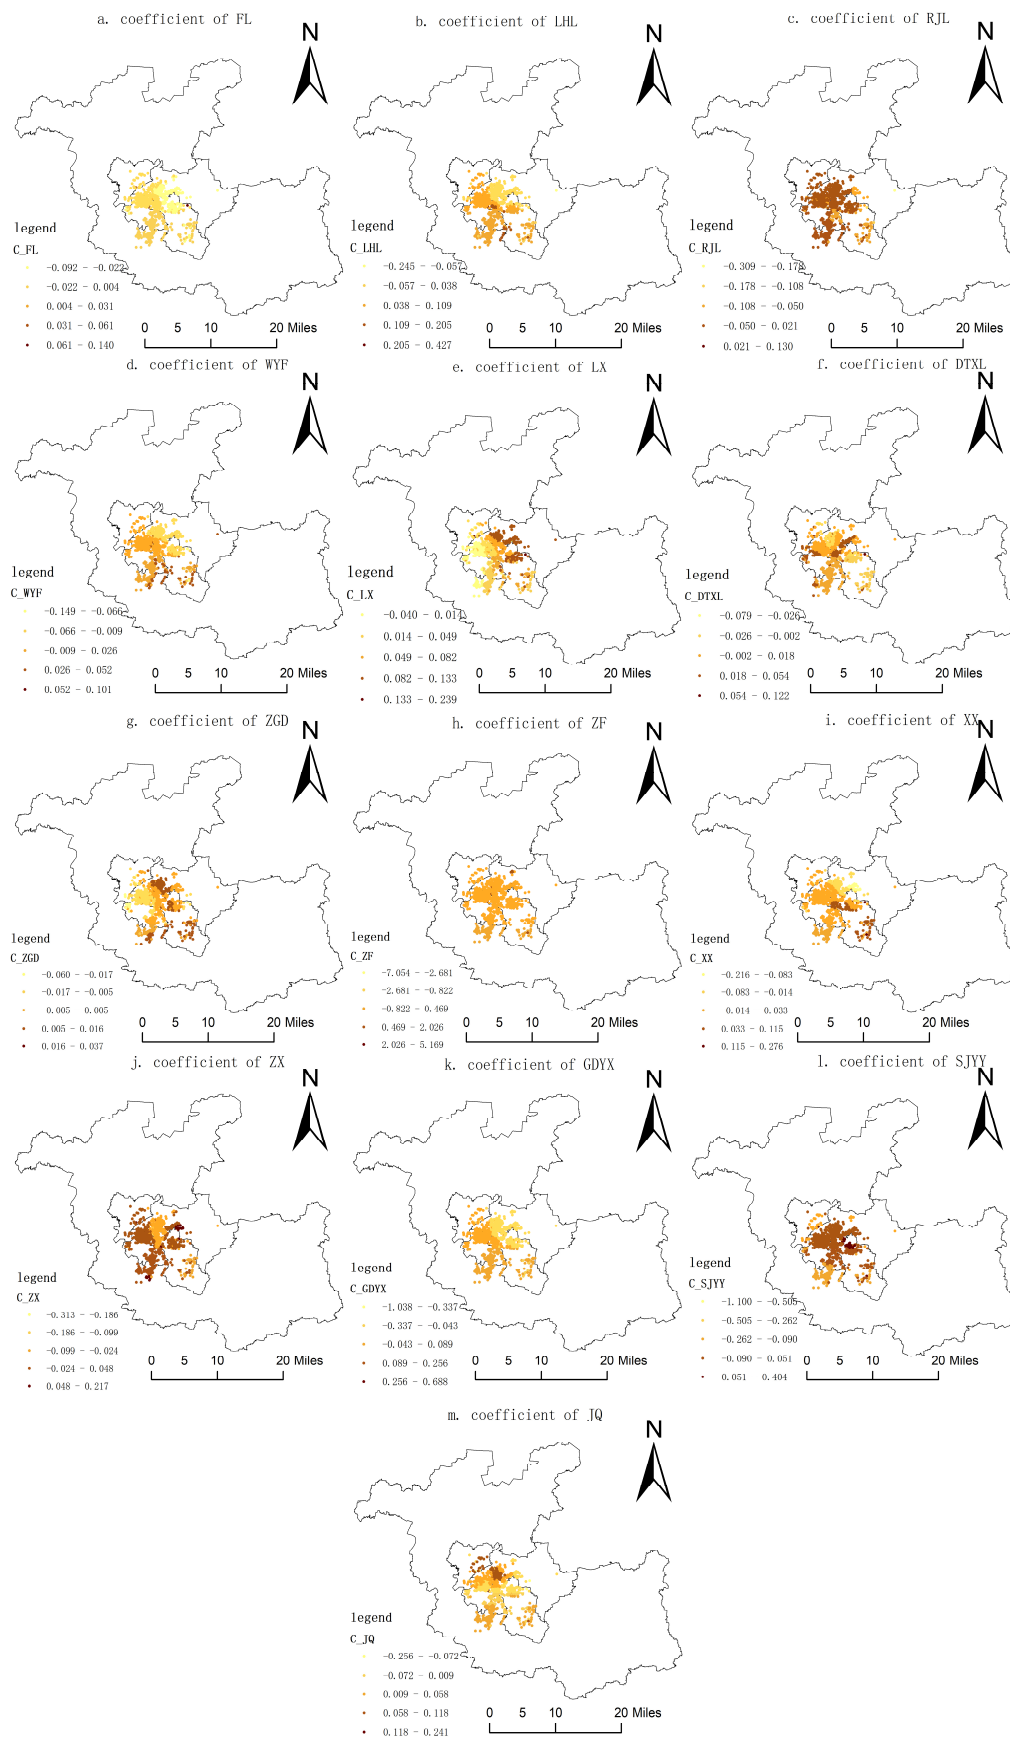 a. coefficient of FL
N
legend
C_FL
-0.092 - -0.022
-0.022 - 0.004
0.004 - 0.031
0.031 - 0.061
0.061 - 0.140
0 5 10 20 Miles
b. coefficient of LHL
N
legend
C_LHL
-0.245 - -0.057
-0.057 - 0.038
0.038 - 0.109
0.109 - 0.205
0.205 - 0.427
0 5 10 20 Miles
c. coefficient of RJL
N
legend
C_RJL
-0.309 - -0.178
-0.178 - -0.108
-0.108 - -0.050
-0.050 - 0.021
0.021 - 0.130
0 5 10 20 Miles
d. coefficient of WYF
N
legend
C_WYF
-0.149 - -0.066
-0.066 - -0.009
-0.009 - 0.026
0.026 - 0.052
0.052 - 0.101
0 5 10 20 Miles
e. coefficient of LX
N
legend
C_LX
-0.040 - 0.014
0.014 - 0.049
0.049 - 0.082
0.082 - 0.133
0.133 - 0.239
0 5 10 20 Miles
f. coefficient of DTXL
N
legend
C_DTXL
-0.079 - -0.026
-0.026 - -0.002
-0.002 - 0.018
0.018 - 0.054
0.054 - 0.122
0 5 10 20 Miles
g. coefficient of ZGD
N
legend
C_ZGD
-0.060 - -0.017
-0.017 - -0.005
0.005 0.005
0.005 - 0.016
0.016 - 0.037
0 5 10 20 Miles
h. coefficient of ZF
N
legend
C_ZF
-7.054 - -2.681
-2.681 - -0.822
-0.822 - 0.469
0.469 - 2.026
2.026 - 5.169
0 5 10 20 Miles
i. coefficient of XX
N
legend
C_XX
-0.216 - -0.083
-0.083 - -0.014
0.014 0.033
0.033 - 0.115
0.115 - 0.276
0 5 10 20 Miles
j. coefficient of ZX
N
legend
C_ZX
-0.313 - -0.186
-0.186 - -0.099
-0.099 - -0.024
-0.024 - 0.048
0.048 - 0.217
0 5 10 20 Miles
k. coefficient of GDYX
N
legend
C_GDYX
-1.038 - -0.337
-0.337 - -0.043
-0.043 - 0.089
0.089 - 0.256
0.256 - 0.688
0 5 10 20 Miles
l. coefficient of SJYY
N
legend
C_SJYY
-1.100 - -0.505
-0.505 - -0.262
-0.262 - -0.090
-0.090 - 0.051
0.051 0.404
0 5 10 20 Miles
m. coefficient of JQ
N
legend
C_JQ
-0.256 - -0.072
-0.072 - 0.009
0.009 - 0.058
0.058 - 0.118
0.118 - 0.241
0 5 10 20 Miles